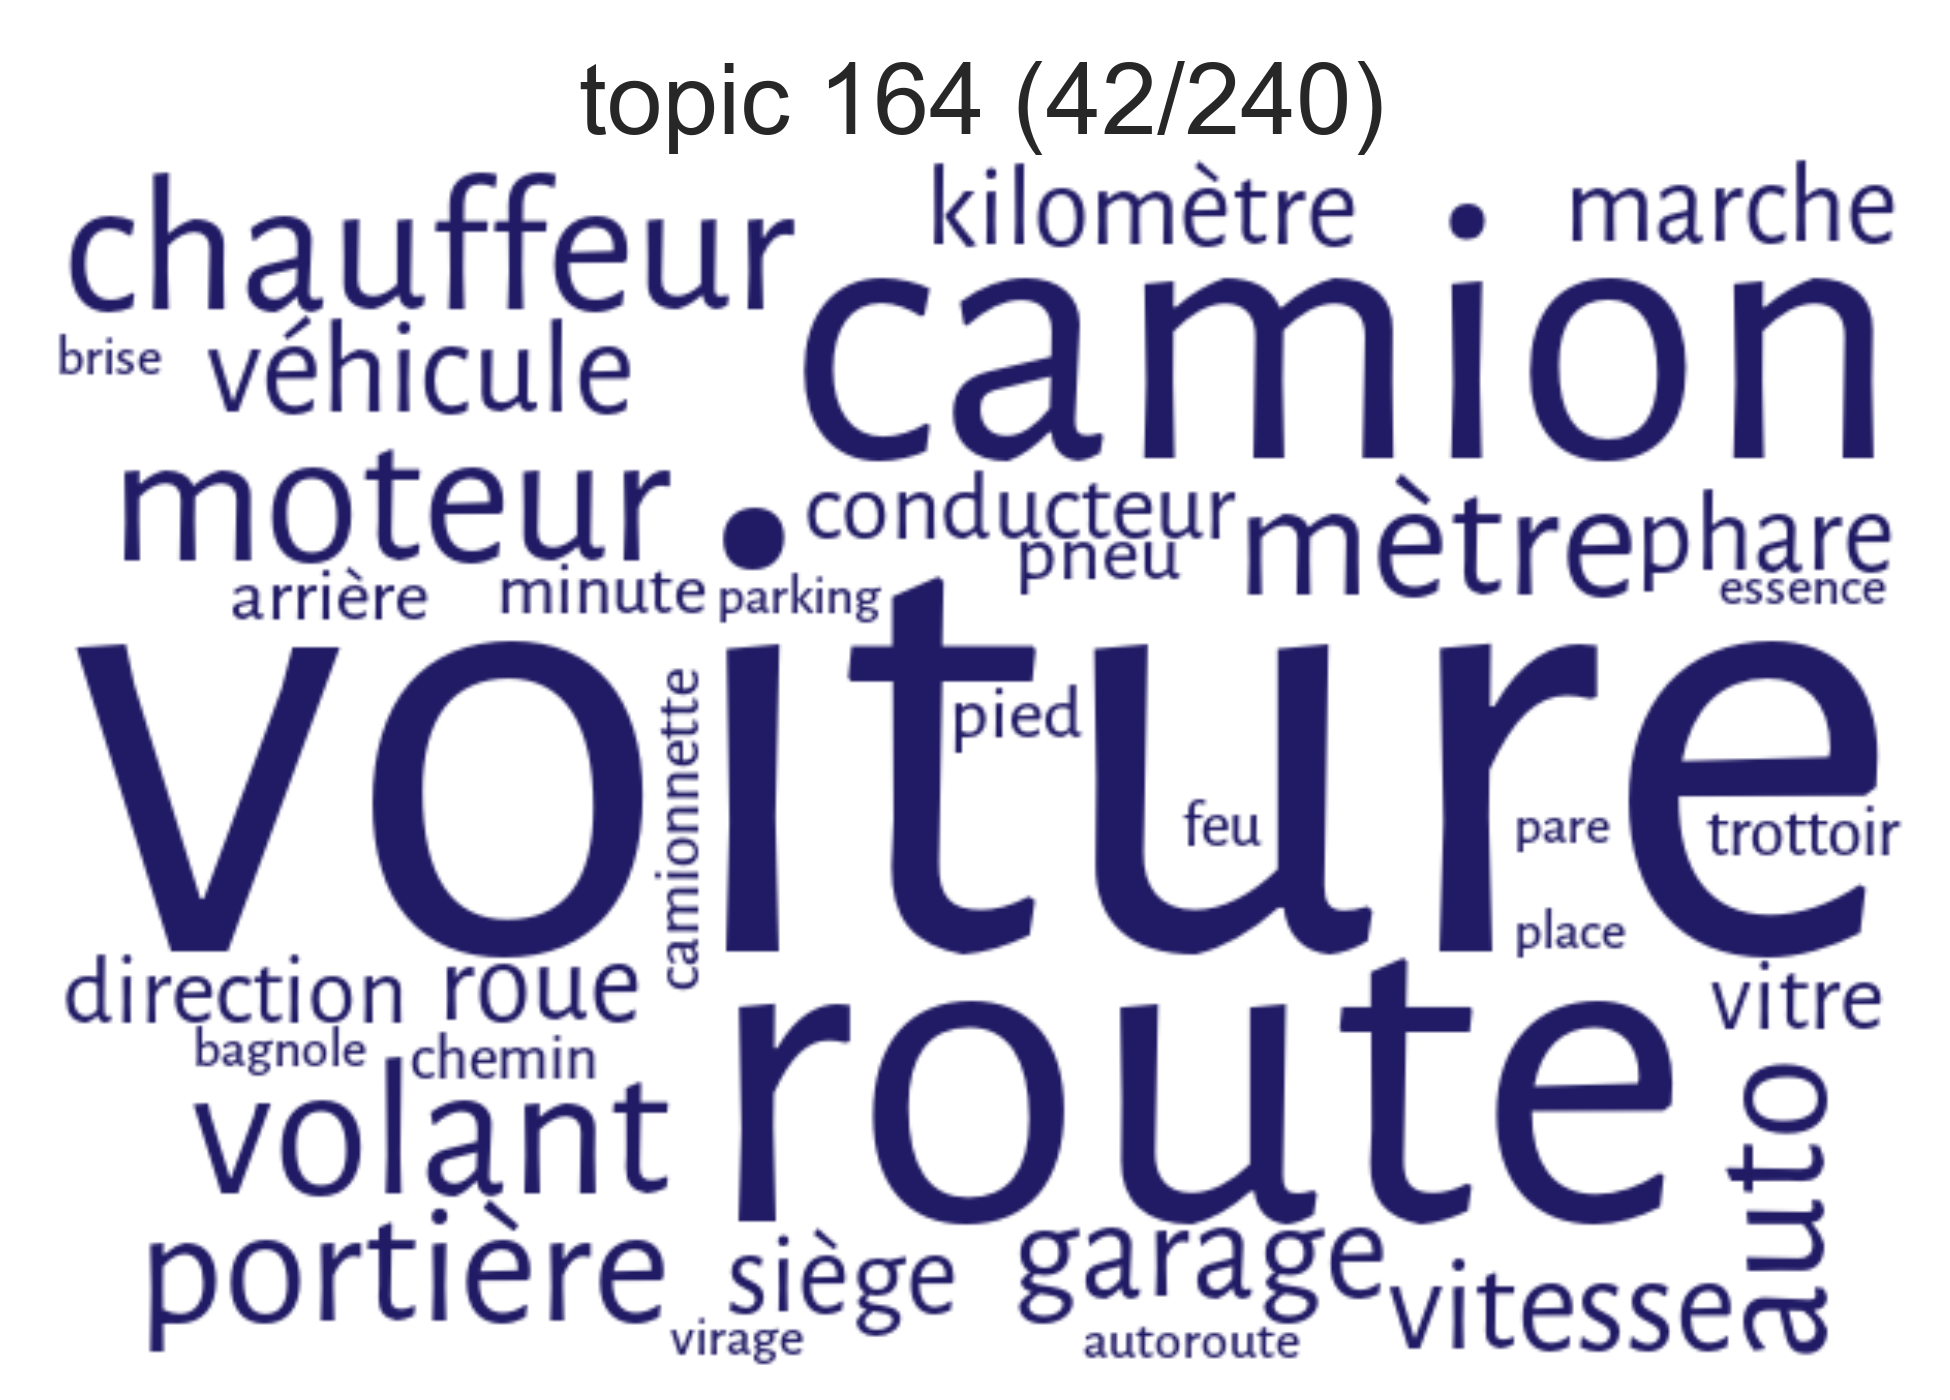 topic 164 (42/240)
chauffeur
kilomètre
marche
camion
brise
véhicule
moteur
conducteur
mètre
phare
pneu
arrière
minute
parking
essence
voiture
camionnette
pied
feu
pare
trottoir
place
direction
roue
vitre
route
bagnole
chemin
volant
auto
portière
siège
garage
vitesse
virage
autoroute